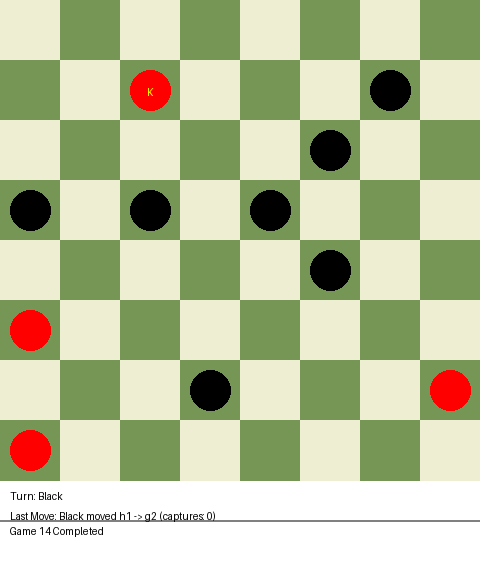 K
Turn: Black
Last Move: Black moved h1 -> g2 (captures: 0)
Game 14 Completed